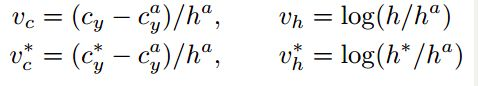 v_c = (c_y − c_y^a)/h^a, v_h = log(h/h^a)
v_c^* = (c_y^* − c_y^a)/h^a, v_h^* = log(h^*/h^a)